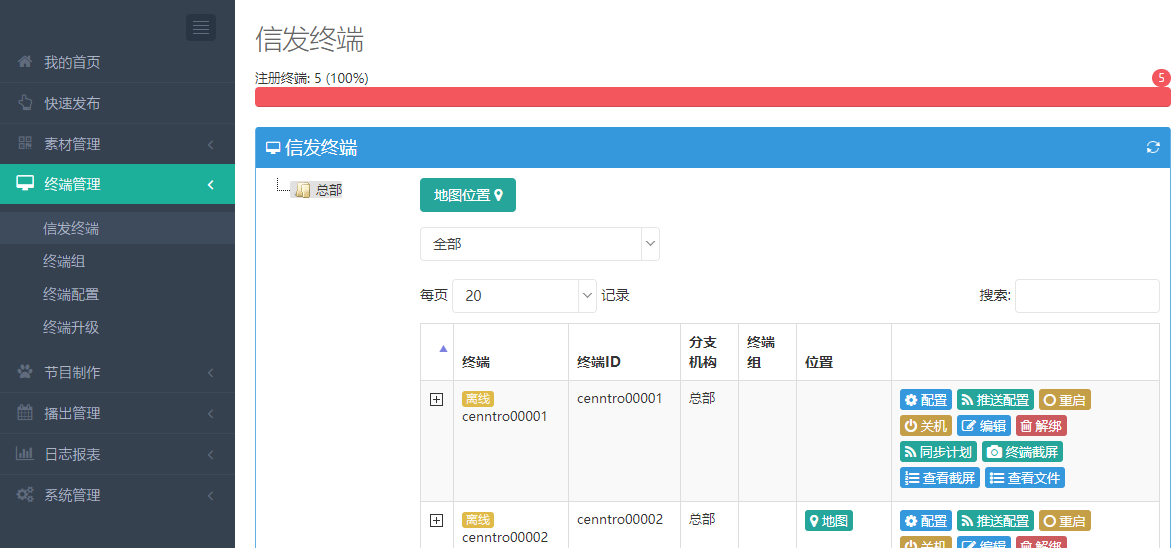 我的首页
快速发布
素材管理
终端管理
信发终端
终端组
终端配置
终端升级
节目制作
播出管理
日志报表
系统管理
信发终端
注册终端: 5 (100%)
5
信发终端
总部
地图位置
全部
每页 20 记录
搜索:
终端 终端ID 分支机构 终端组 位置
离线
cenntro00001
cenntro00001
总部
配置 推送配置 重启
关机 编辑 解绑
同步计划 终端截屏
查看截屏 查看文件
离线
cenntro00002
cenntro00002
总部
地图
配置 推送配置 重启
关机 编辑 解绑